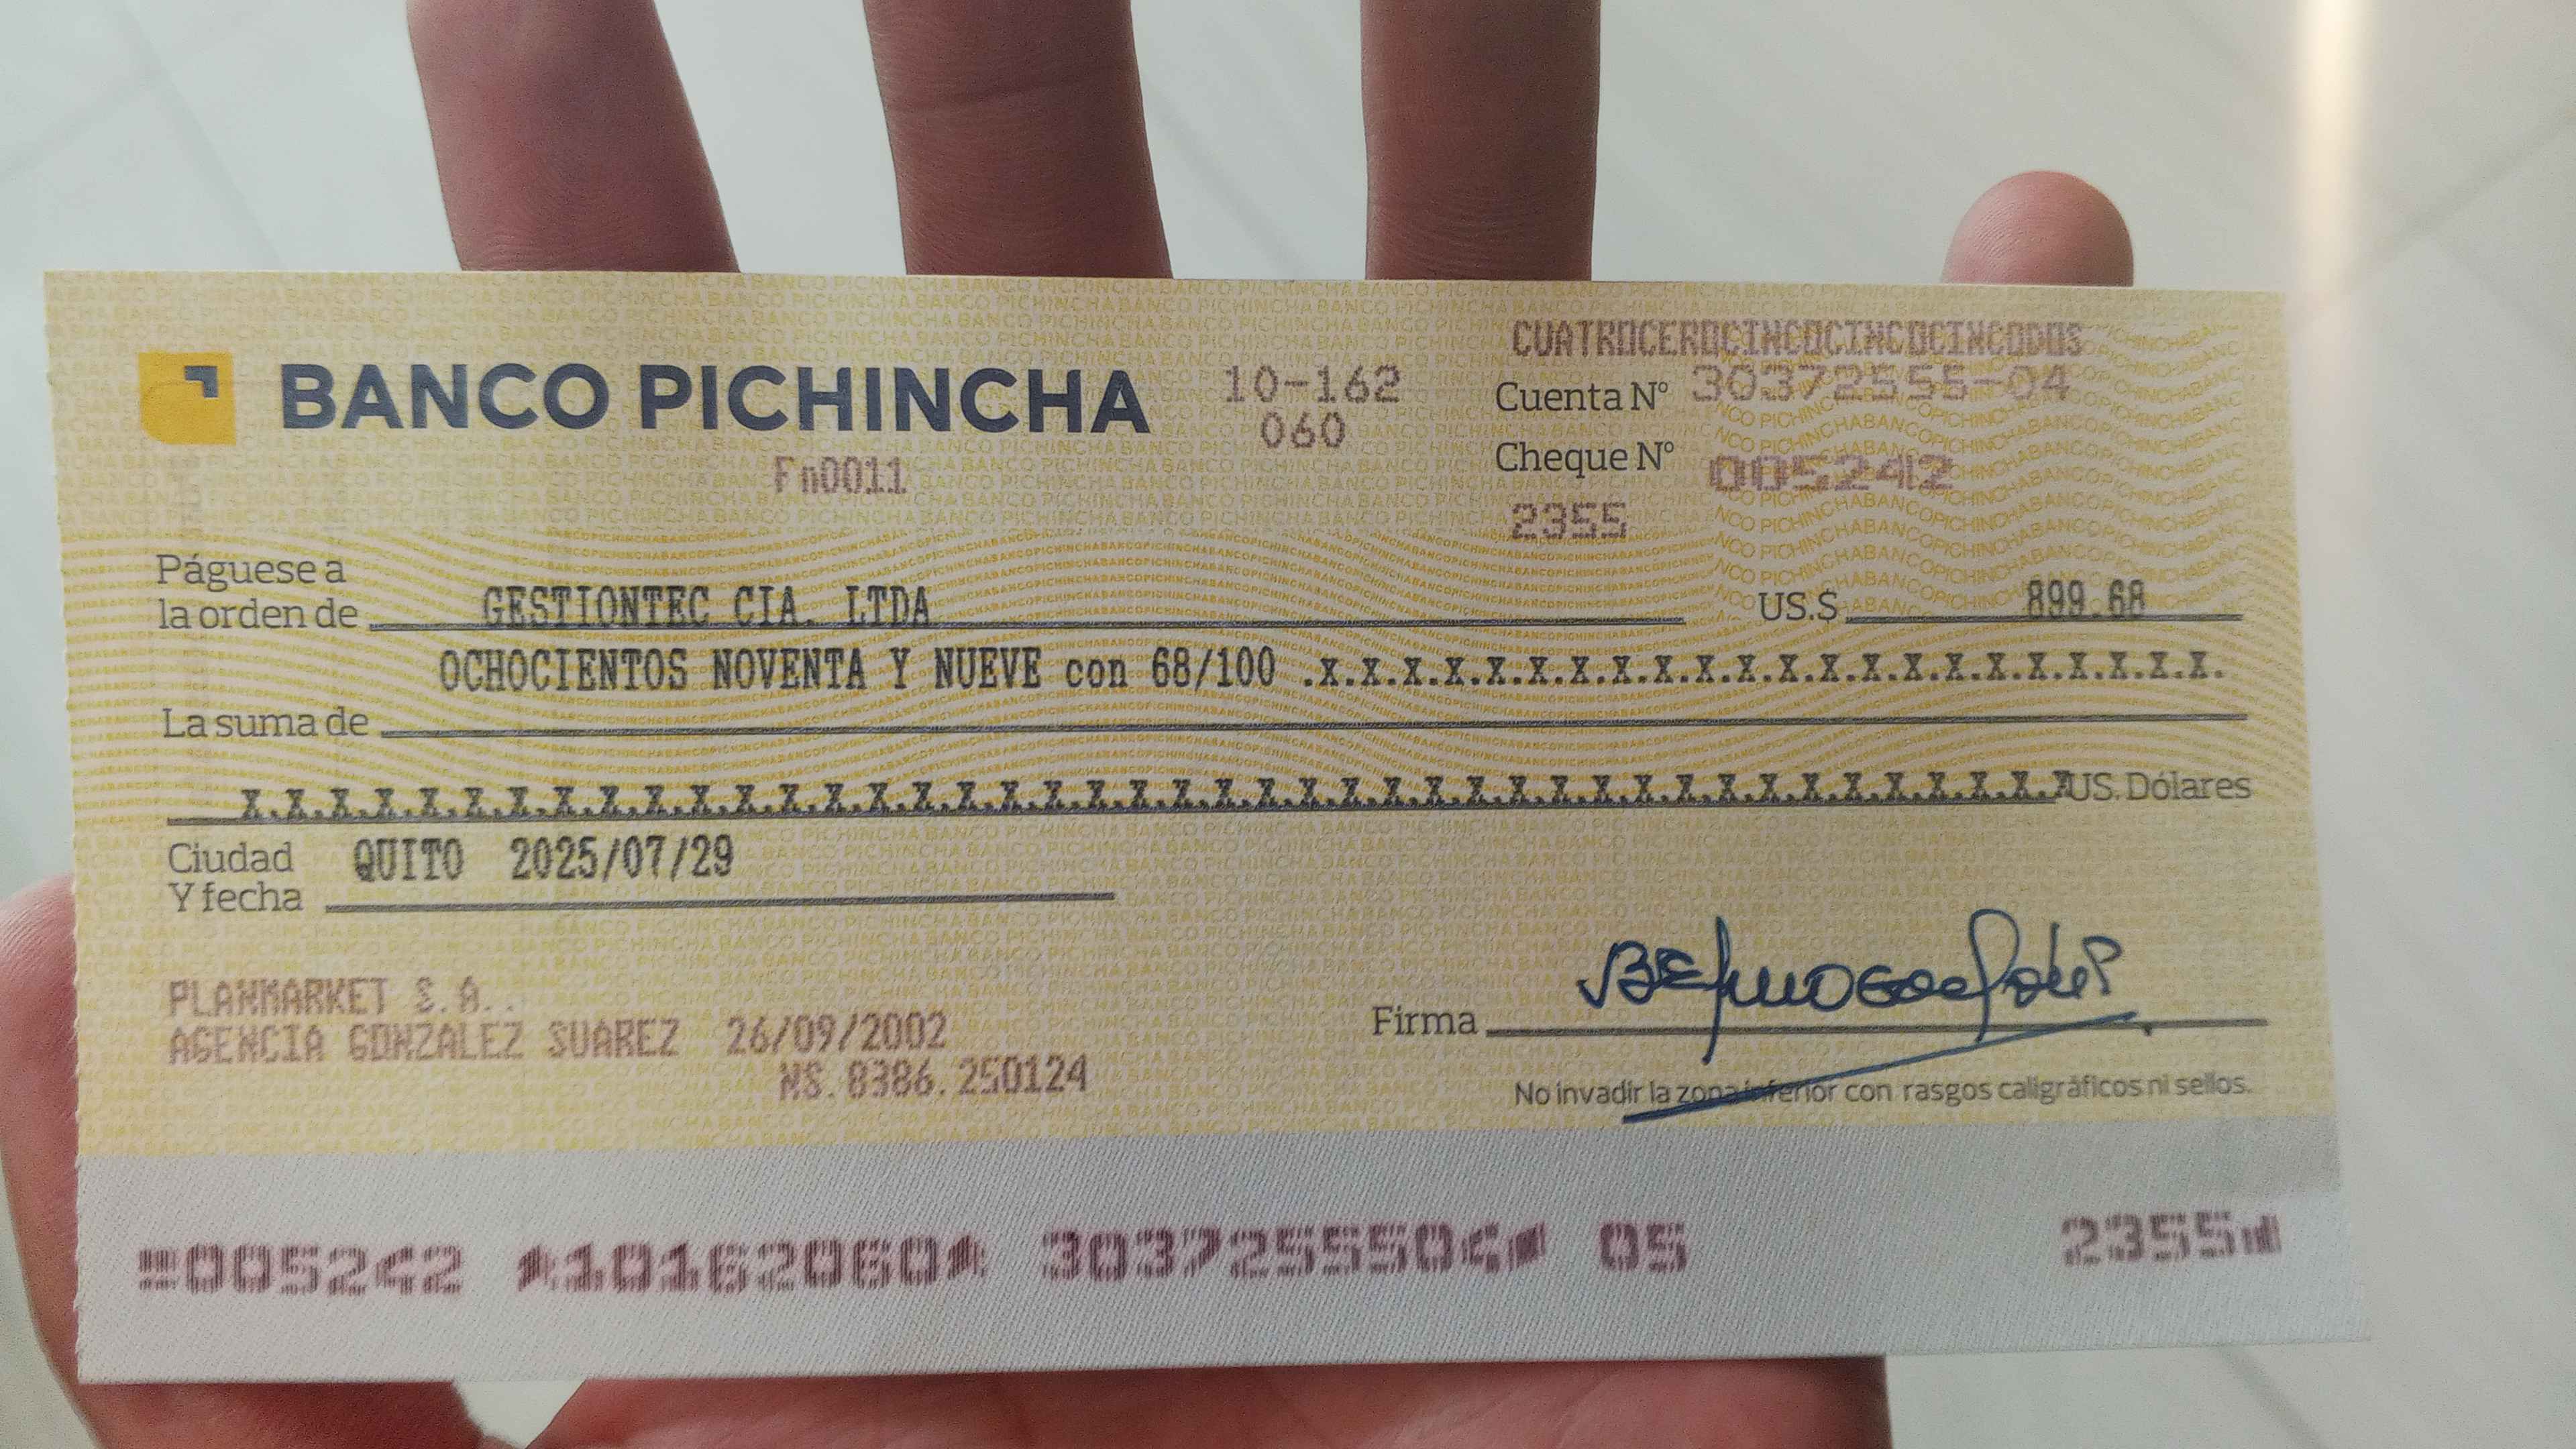 BANCO PICHINCHA
10-162
060
Fn0011
CUATROCEROCINCOCINCOCINCODOS
Cuenta Nº 30372555-04
Cheque Nº 005242
2355
Páguese a
la orden de GESTIONTEC CIA. LTDA US.$ 899.68
OCHOCIENTOS NOVENTA Y NUEVE con 68/100 .x.x.x.x.x.x.x.x.x.x.x.x.x.x.x.x.x.x.x.x.x.x.
La suma de
X.X.X.X.X.X.X.X.X.X.X.X.X.X.X.X.X.X.X.X.X.X.X.X.X.X.X.X.X.X.X.X.X.X.X.X.X.X.X.X.X.X US. Dólares
Ciudad
Y fecha QUITO 2025/07/29
PLANMARKET S.A..
AGENCIA GONZALEZ SUAREZ 26/09/2002
NS.8386.250124
Firma
No invadir la zona inferior con rasgos caligráficos ni sellos.
005242 10162060 3037255504 05 2355